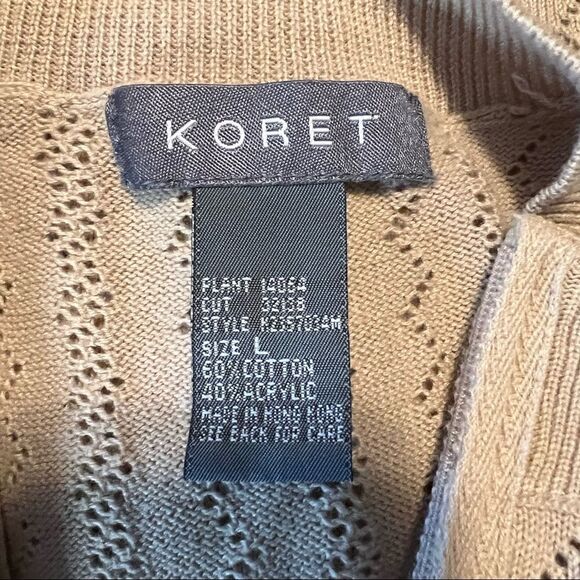 KORET
PLANT 14064
CUT 32138
STYLE
SIZE L
60% COTTON
40% ACRYLIC
MADE IN HONG KONG
SEE BACK FOR CARE